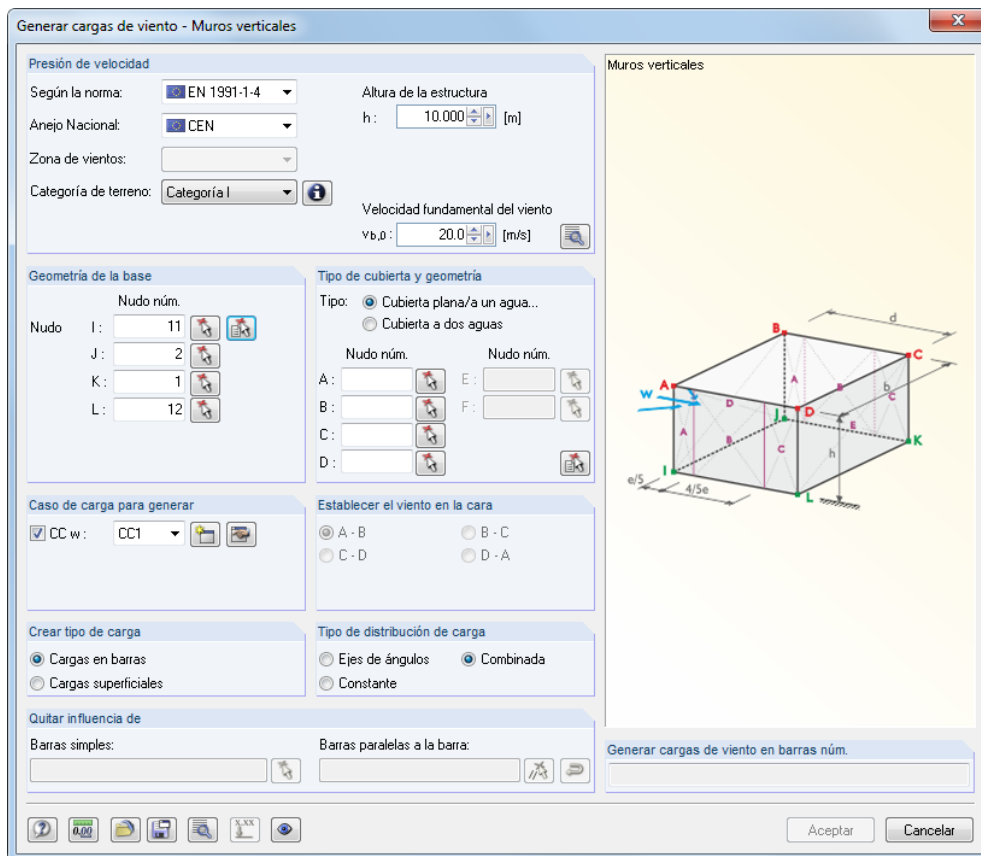 Generar cargas de viento - Muros verticales
Presión de velocidad
Según la norma: EN 1991-1-4
Anejo Nacional: CEN
Zona de vientos:
Categoría de terreno: Categoría I
Altura de la estructura
h: 10.000 [m]
Velocidad fundamental del viento
vb,0: 20.0 [m/s]
Geometría de la base
Nudo núm.
Nudo I: 11
J: 2
K: 1
L: 12
Tipo de cubierta y geometría
Tipo: Cubierta plana/a un agua...
Cubierta a dos aguas
Nudo núm. Nudo núm.
A: E:
B: F:
C:
D:
Caso de carga para generar
CC w: CC1
Establecer el viento en la cara
A - B B - C
C - D D - A
Crear tipo de carga
Cargas en barras
Cargas superficiales
Tipo de distribución de carga
Ejes de ángulos Combinada
Constante
Quitar influencia de
Barras simples: Barras paralelas a la barra:
Muros verticales
d
B
C
A
A B b
W D C
D
J E
A B C h K
I
e/5 4/5e L
Generar cargas de viento en barras núm.
0.00 X.XX
Aceptar Cancelar